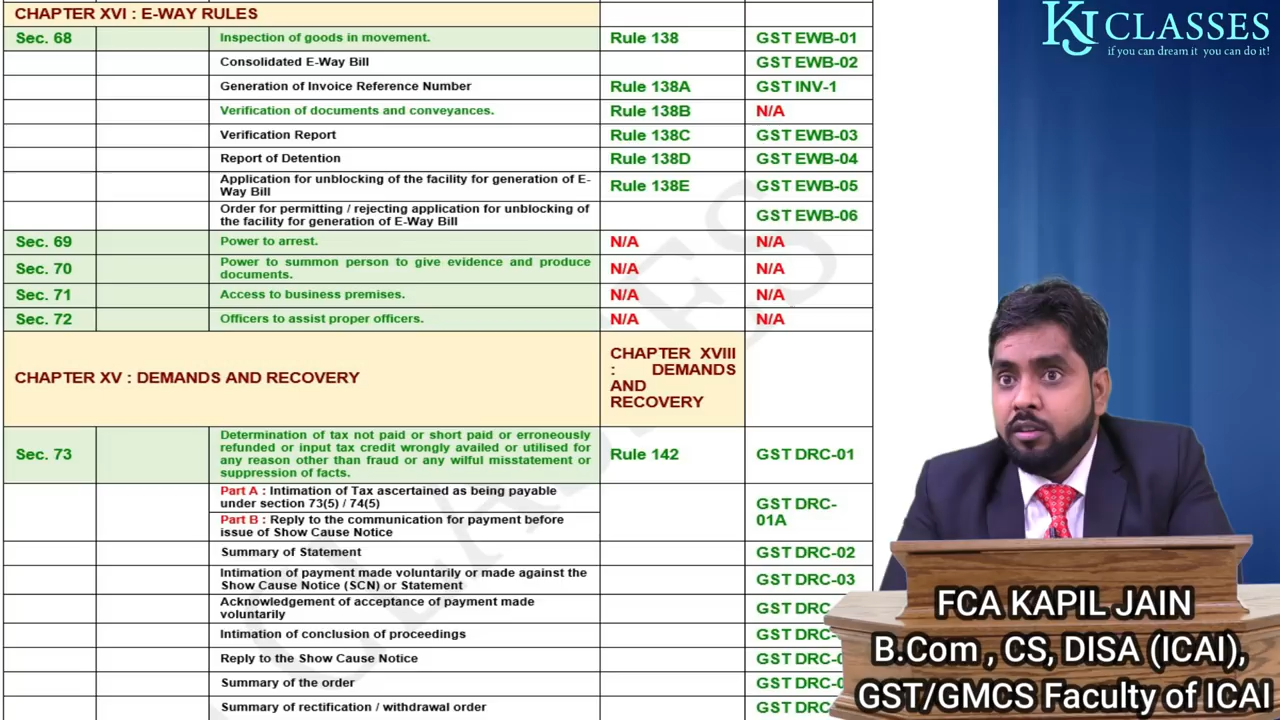 CHAPTER XVI : E-WAY RULES
Sec. 68 Inspection of goods in movement. Rule 138 GST EWB-01
Consolidated E-Way Bill GST EWB-02
Generation of Invoice Reference Number Rule 138A GST INV-1
Verification of documents and conveyances. Rule 138B N/A
Verification Report Rule 138C GST EWB-03
Report of Detention Rule 138D GST EWB-04
Application for unblocking of the facility for generation of E-
Way Bill Rule 138E GST EWB-05
Order for permitting / rejecting application for unblocking of
the facility for generation of E-Way Bill GST EWB-06
Sec. 69 Power to arrest. N/A N/A
Sec. 70 Power to summon person to give evidence and produce
documents. N/A N/A
Sec. 71 Access to business premises. N/A N/A
Sec. 72 Officers to assist proper officers. N/A N/A
CHAPTER XV : DEMANDS AND RECOVERY
CHAPTER XVIII
: DEMANDS
AND
RECOVERY
Sec. 73 Determination of tax not paid or short paid or erroneously
refunded or input tax credit wrongly availed or utilised for
any reason other than fraud or any wilful misstatement or
suppression of facts. Rule 142 GST DRC-01
Part A : Intimation of Tax ascertained as being payable
under section 73(5) / 74(5)
Part B : Reply to the communication for payment before
issue of Show Cause Notice
GST DRC-
01A
Summary of Statement GST DRC-02
Intimation of payment made voluntarily or made against the
Show Cause Notice (SCN) or Statement GST DRC-03
Acknowledgement of acceptance of payment made
voluntarily GST DRC
Intimation of conclusion of proceedings GST DRC-
Reply to the Show Cause Notice GST DRC-
Summary of the order GST DRC-
Summary of rectification / withdrawal order GST DRC-
KJ CLASSES
if you can dream it you can do it!
FCA KAPIL JAIN
B.Com , CS, DISA (ICAI),
GST/GMCS Faculty of ICAI